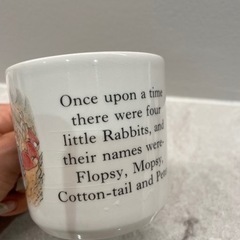 Once upon a time
there were four
little Rabbits, and
their names were-
Flopsy, Mopsy,
Cotton-tail and